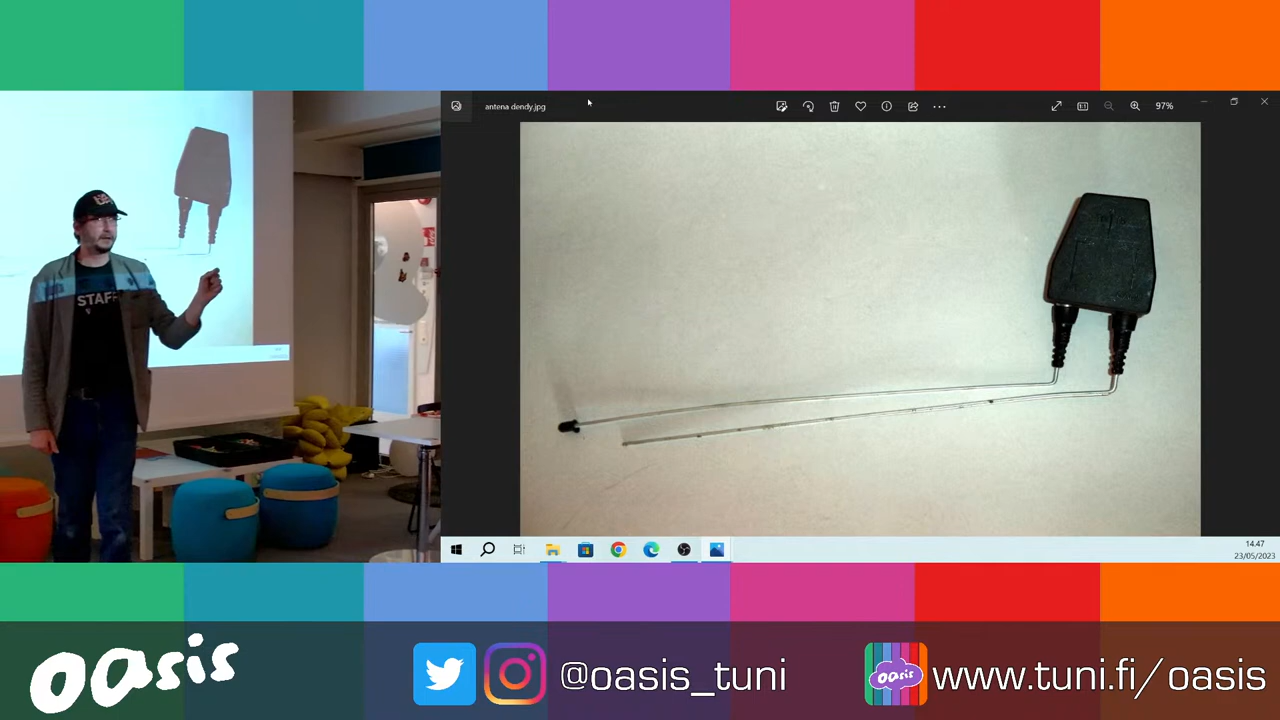 antena dendy.jpg
97%
STAFF
14.47
23/05/2023
oasis
@oasis_tuni
oasis
www.tuni.fi/oasis